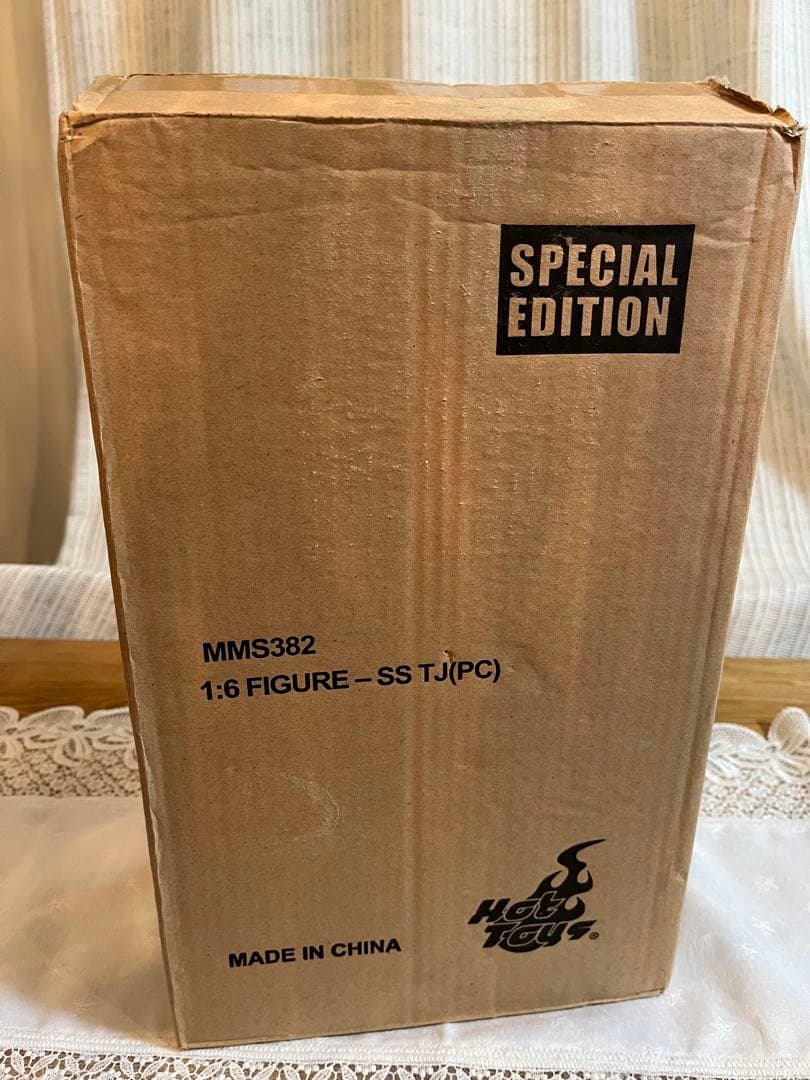 SPECIAL
EDITION
MMS382
1:6 FIGURE – SS TJ(PC)
Hot
Toys®
MADE IN CHINA